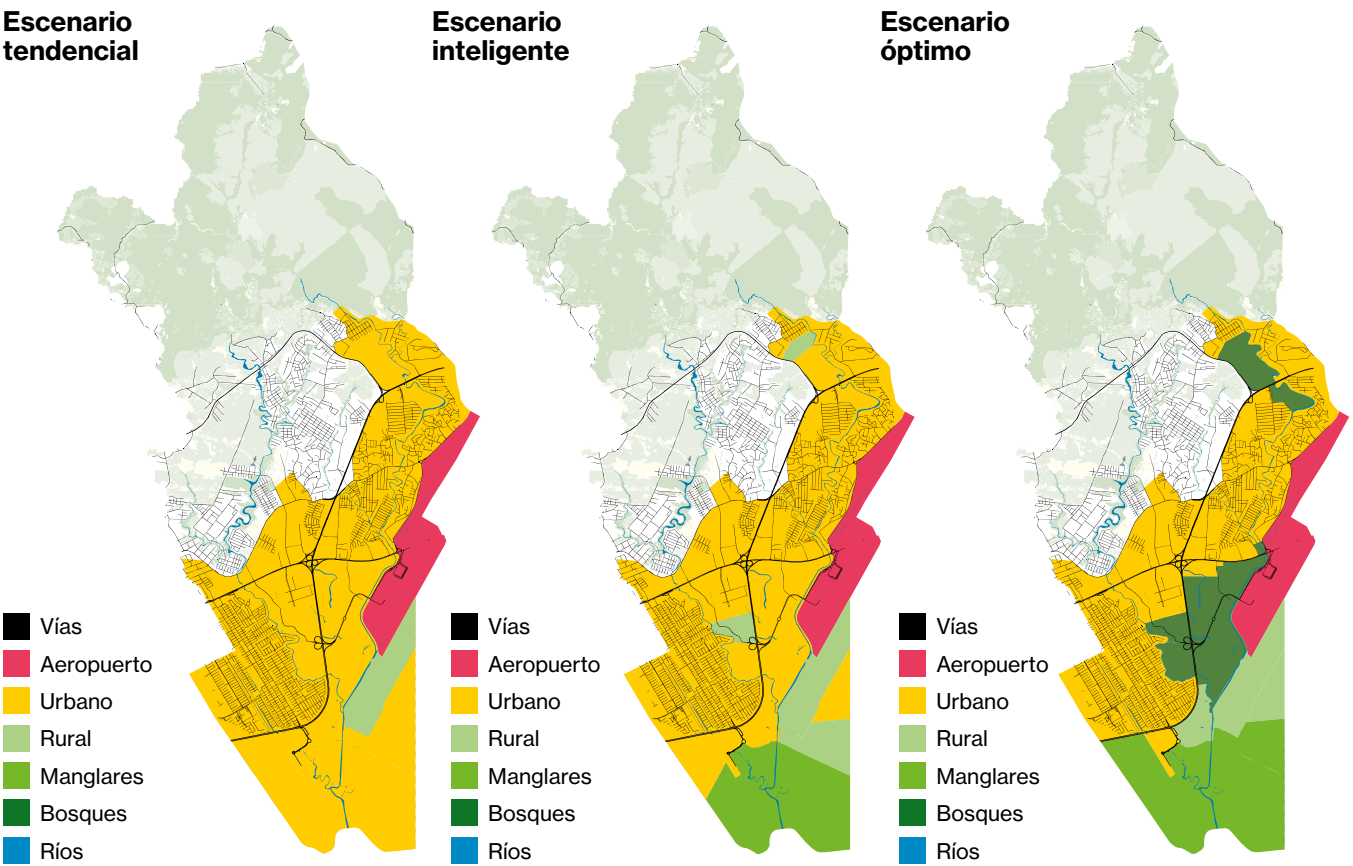 Escenario
tendencial
Vías
Aeropuerto
Urbano
Rural
Manglares
Bosques
Ríos
Escenario
inteligente
Vías
Aeropuerto
Urbano
Rural
Manglares
Bosques
Ríos
Escenario
óptimo
Vías
Aeropuerto
Urbano
Rural
Manglares
Bosques
Ríos